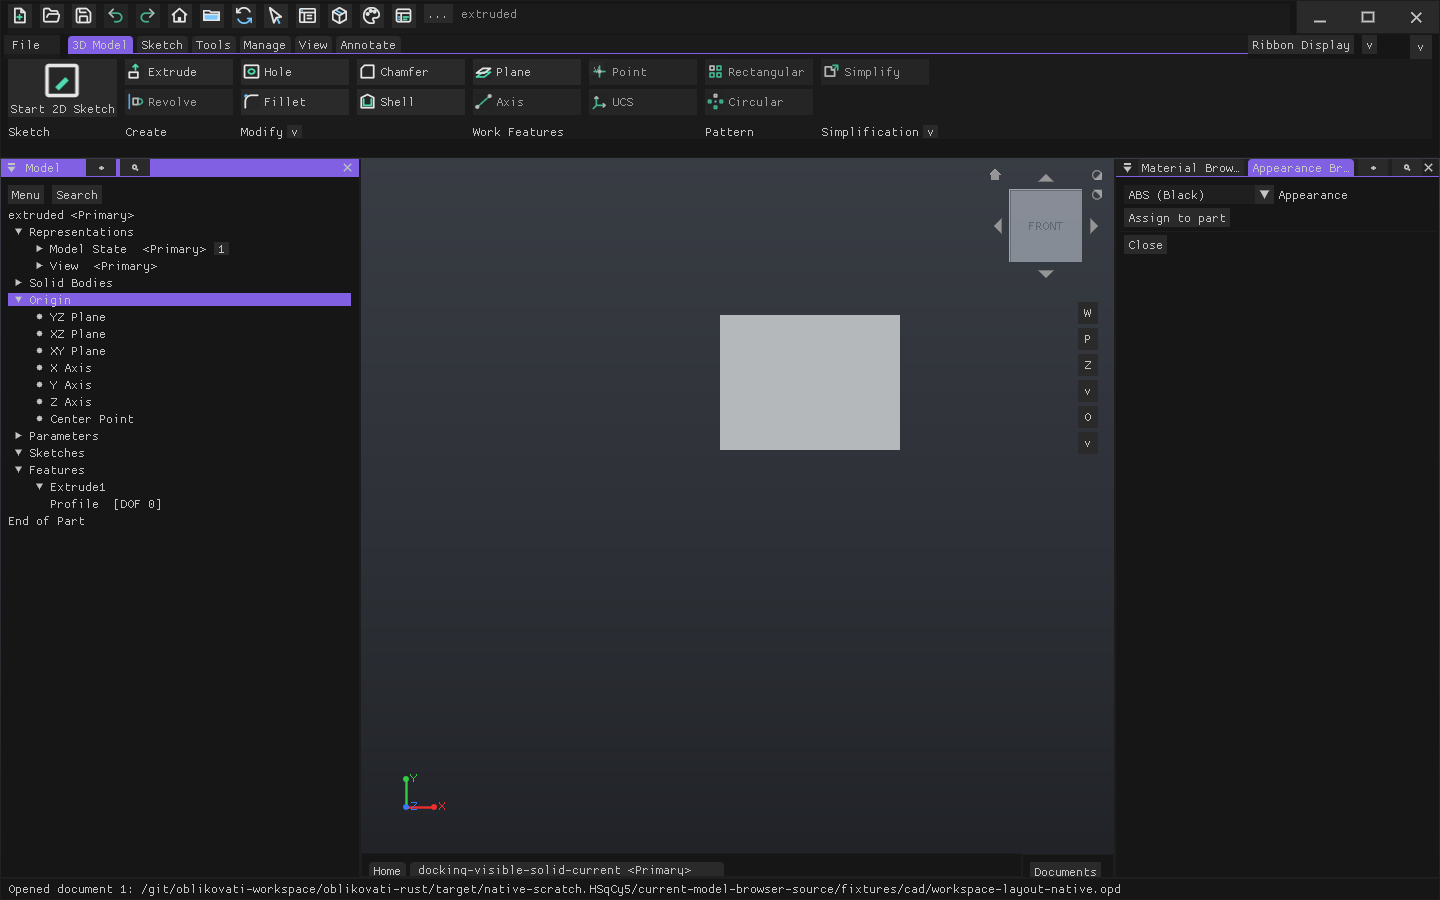 ... extruded
File 3D Model Sketch Tools Manage View Annotate Ribbon Display v v
Start 2D Sketch
Extrude Hole Chamfer Plane Point Rectangular Simplify
Revolve Fillet Shell Axis UCS Circular
Sketch Create Modify v Work Features Pattern Simplification v
Model
Menu Search
extruded <Primary>
Representations
Model State <Primary> 1
View <Primary>
Solid Bodies
Origin
YZ Plane
XZ Plane
XY Plane
X Axis
Y Axis
Z Axis
Center Point
Parameters
Sketches
Features
Extrude1
Profile [DOF 0]
End of Part
FRONT
W
P
Z
v
O
v
Y
Z X
Home docking-visible-solid-current <Primary> Documents
Material Brow… Appearance Br…
ABS (Black) Appearance
Assign to part
Close
Opened document 1: /git/oblikovati-workspace/oblikovati-rust/target/native-scratch.HSqCy5/current-model-browser-source/fixtures/cad/workspace-layout-native.opd